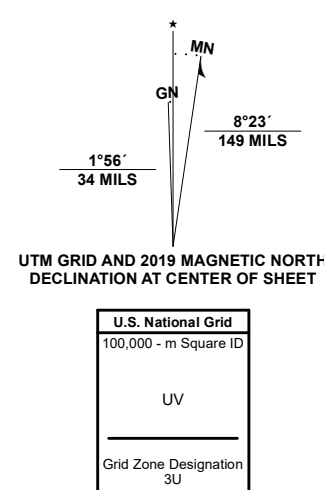 ★
MN
GN
8°23´
149 MILS
1°56´
34 MILS
UTM GRID AND 2019 MAGNETIC NORTH
DECLINATION AT CENTER OF SHEET
U.S. National Grid
100,000 - m Square ID
UV
Grid Zone Designation
3U